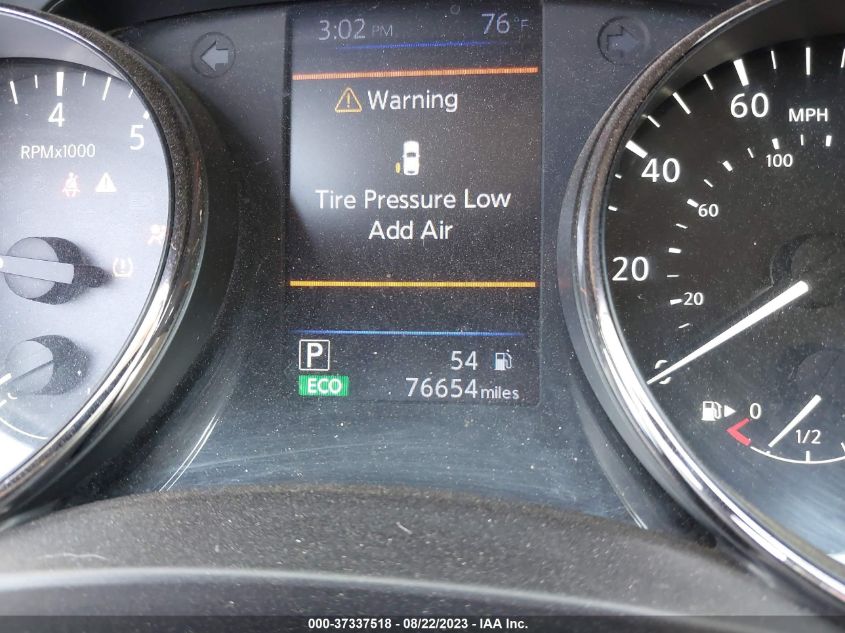 3:02 PM 76°F
Warning
Tire Pressure Low
Add Air
P 54
ECO 76654 miles
4
5
RPMx1000
60
MPH
100
40
60
20
20
0
0
1/2
000-37337518 - 08/22/2023 - IAA Inc.